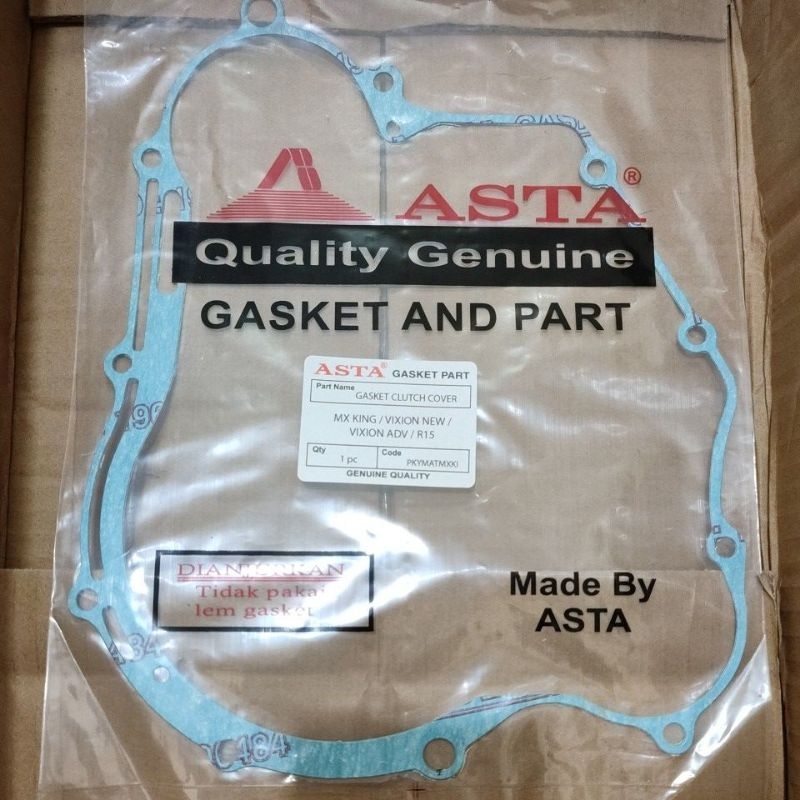 ASTA®
Quality Genuine
GASKET AND PART
ASTA® GASKET PART
Part Name
GASKET CLUTCH COVER
MX KING / VIXION NEW /
VIXION ADV / R15
Qty
1 pc
Code
PKYMATMXKI
GENUINE QUALITY
DIANJURKAN
Tidak pakai
lem gasket
Made By
ASTA
484